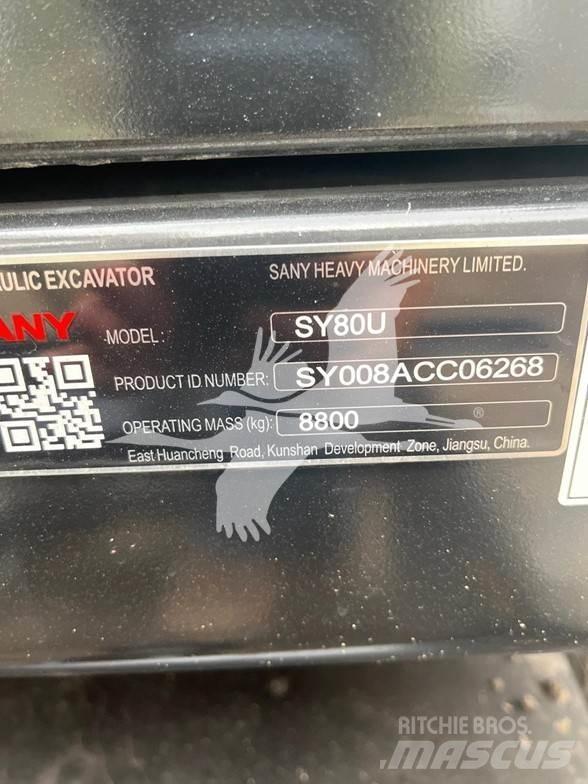 ULIC EXCAVATOR
SANY HEAVY MACHINERY LIMITED.
ANY
MODEL: SY80U
PRODUCT ID NUMBER: SY008ACC06268
OPERATING MASS (kg): 8800
®
East Huancheng Road, Kunshan Development Zone, Jiangsu, China.
RITCHIE BROS.
MASCUS